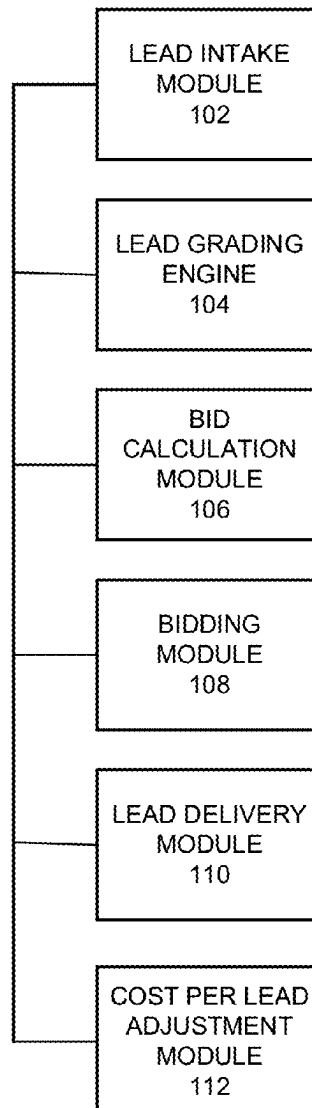 LEAD INTAKE
MODULE
102
LEAD GRADING
ENGINE
104
BID
CALCULATION
MODULE
106
BIDDING
MODULE
108
LEAD DELIVERY
MODULE
110
COST PER LEAD
ADJUSTMENT
MODULE
112